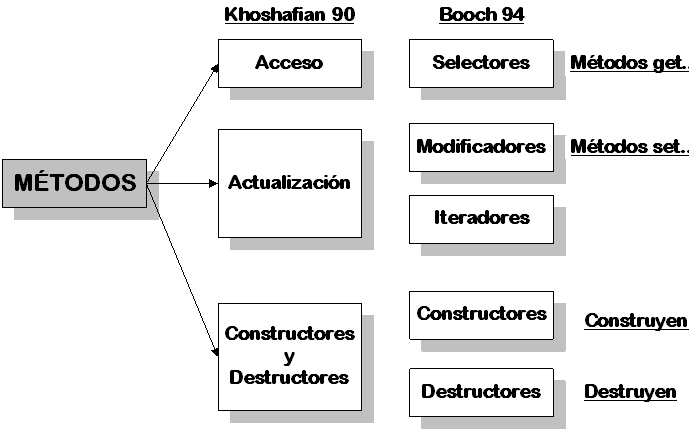 Khoshafian 90
Booch 94
Acceso
Selectores
Métodos get..
MÉTODOS
Actualización
Modificadores
Métodos set..
Iteradores
Constructores
y
Destructores
Constructores
Construyen
Destructores
Destruyen